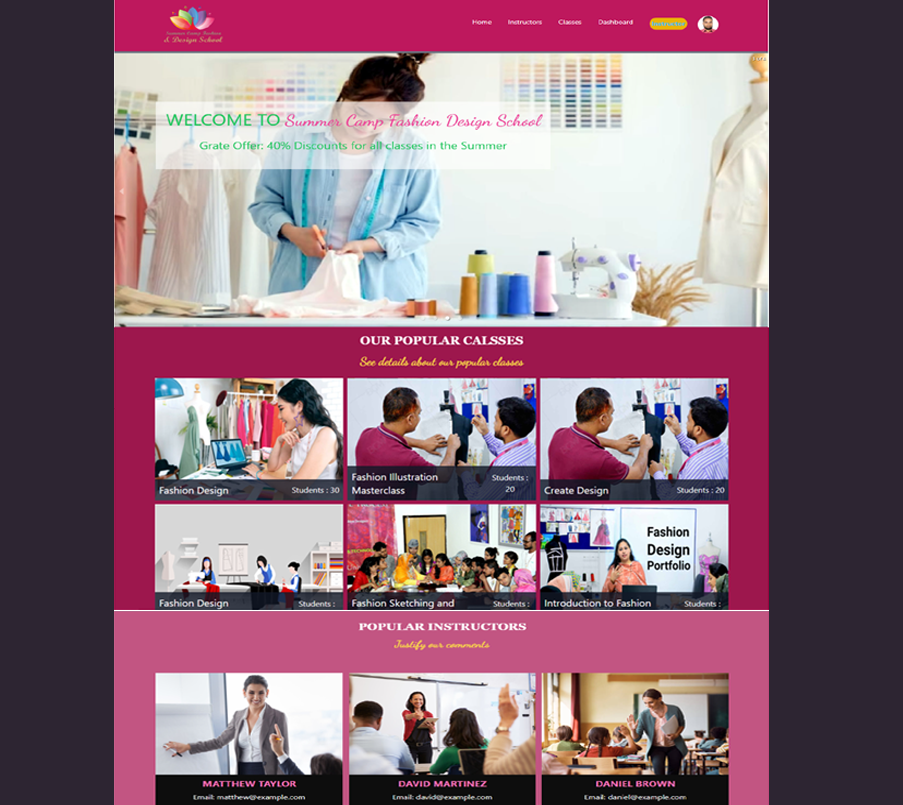 Summer Camp Fashion
& Design School
Home Instructors Classes Dashboard
WELCOME TO Summer Camp Fashion Design School
Grate Offer: 40% Discounts for all classes in the Summer
OUR POPULAR CALSSES
See details about our popular classes
Fashion Design Students : 30
Fashion Illustration Masterclass Students : 20
Create Design Students : 20
Fashion Design Students :
Fashion Sketching and Students :
Fashion
Design
Portfolio
Introduction to Fashion Students :
POPULAR INSTRUCTORS
Justify our comments
MATTHEW TAYLOR
Email: matthew@example.com
DAVID MARTINEZ
Email: david@example.com
DANIEL BROWN
Email: daniel@example.com